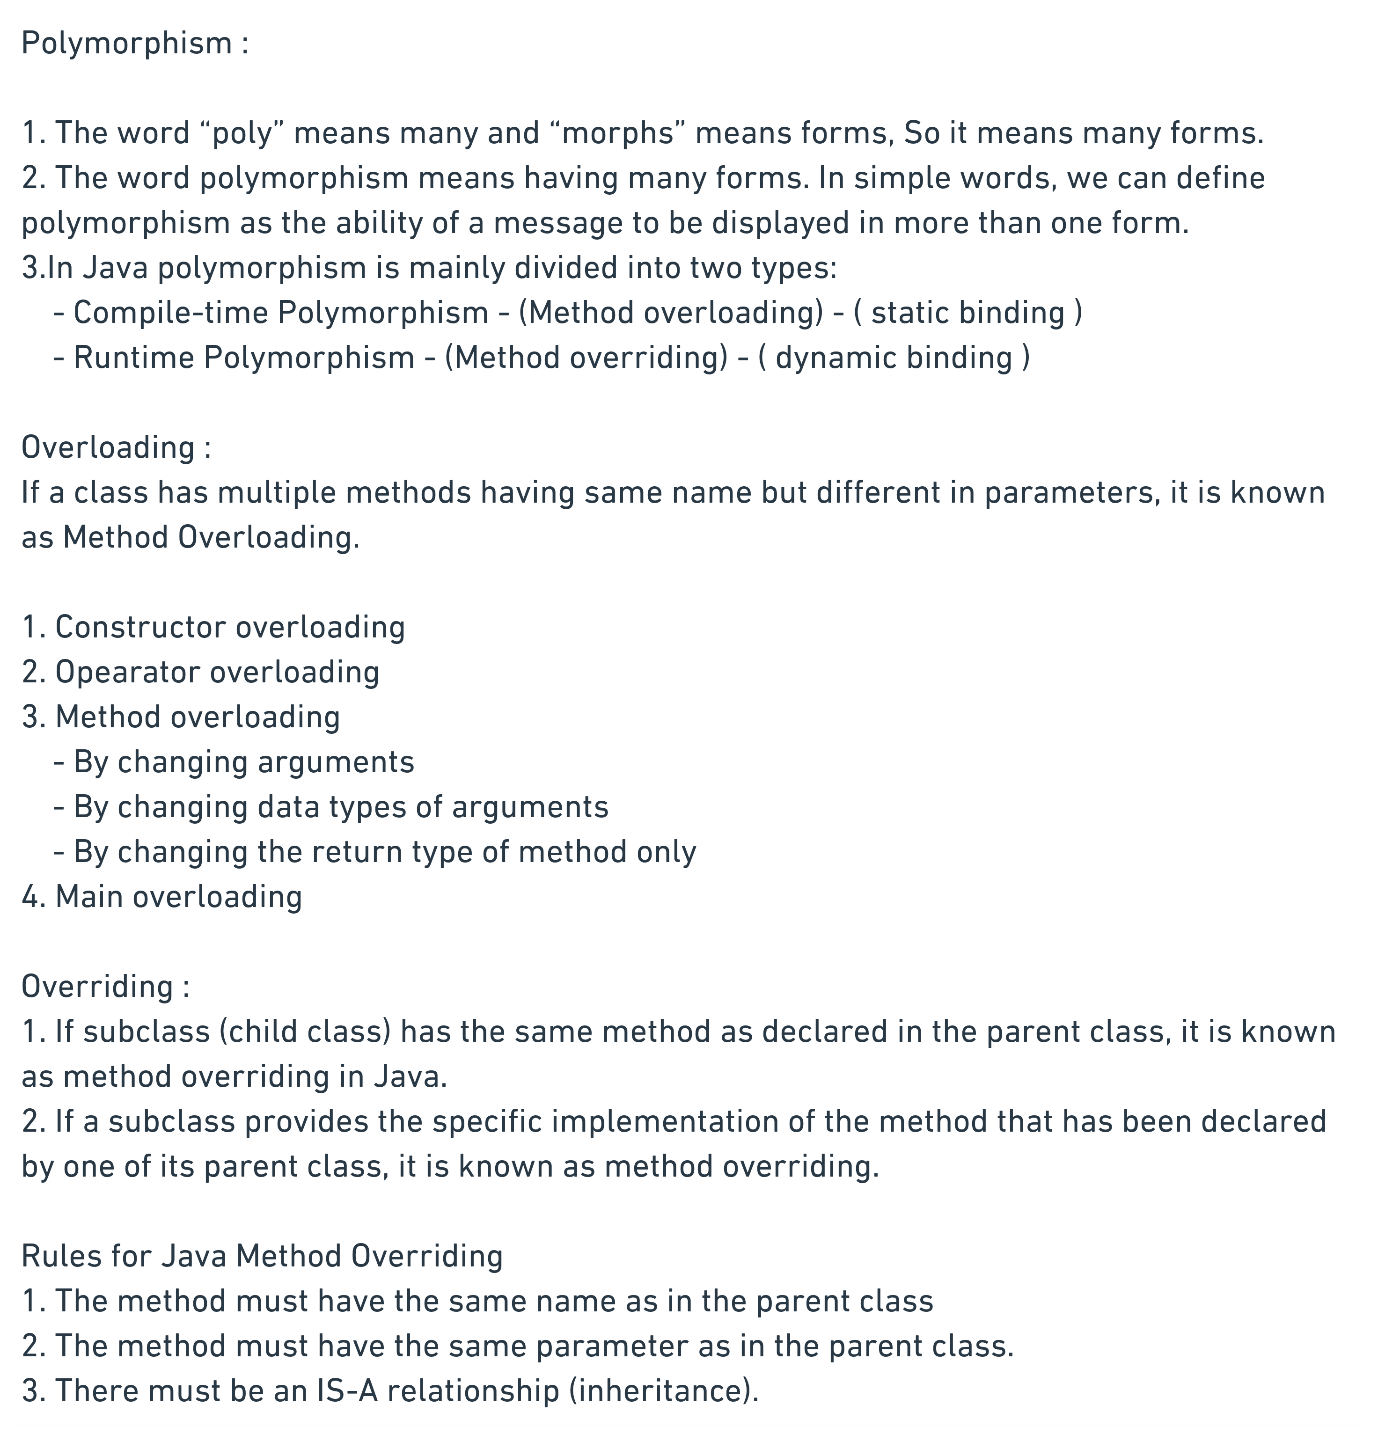 Polymorphism :
1. The word “poly” means many and “morphs” means forms, So it means many forms.
2. The word polymorphism means having many forms. In simple words, we can define
polymorphism as the ability of a message to be displayed in more than one form.
3.In Java polymorphism is mainly divided into two types:
- Compile-time Polymorphism - (Method overloading) - ( static binding )
- Runtime Polymorphism - (Method overriding) - ( dynamic binding )
Overloading :
If a class has multiple methods having same name but different in parameters, it is known
as Method Overloading.
1. Constructor overloading
2. Opearator overloading
3. Method overloading
- By changing arguments
- By changing data types of arguments
- By changing the return type of method only
4. Main overloading
Overriding :
1. If subclass (child class) has the same method as declared in the parent class, it is known
as method overriding in Java.
2. If a subclass provides the specific implementation of the method that has been declared
by one of its parent class, it is known as method overriding.
Rules for Java Method Overriding
1. The method must have the same name as in the parent class
2. The method must have the same parameter as in the parent class.
3. There must be an IS-A relationship (inheritance).